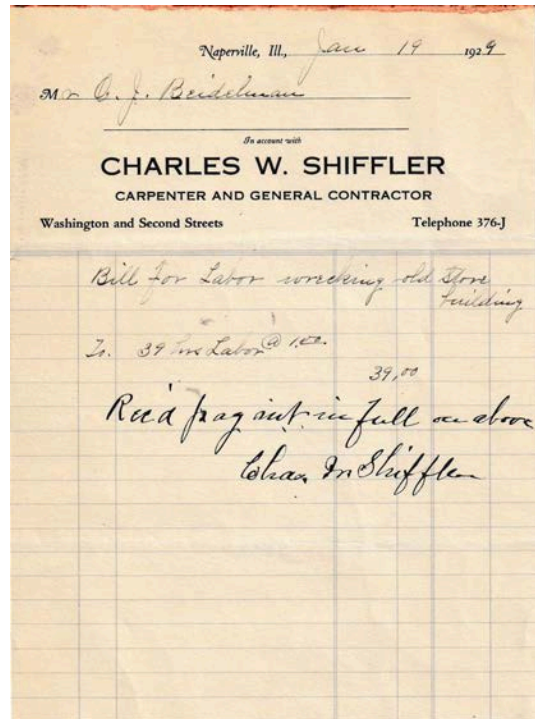 Naperville, Ill., Jan 19 1929
Mr O. J. Beidelman
In account with
CHARLES W. SHIFFLER
CARPENTER AND GENERAL CONTRACTOR
Washington and Second Streets Telephone 376-J
Bill for Labor wrecking old Store
building
To. 39 hrs Labor @ 1.00.
39,00
Rec'd paymt in full on above
Chas. W Shiffler